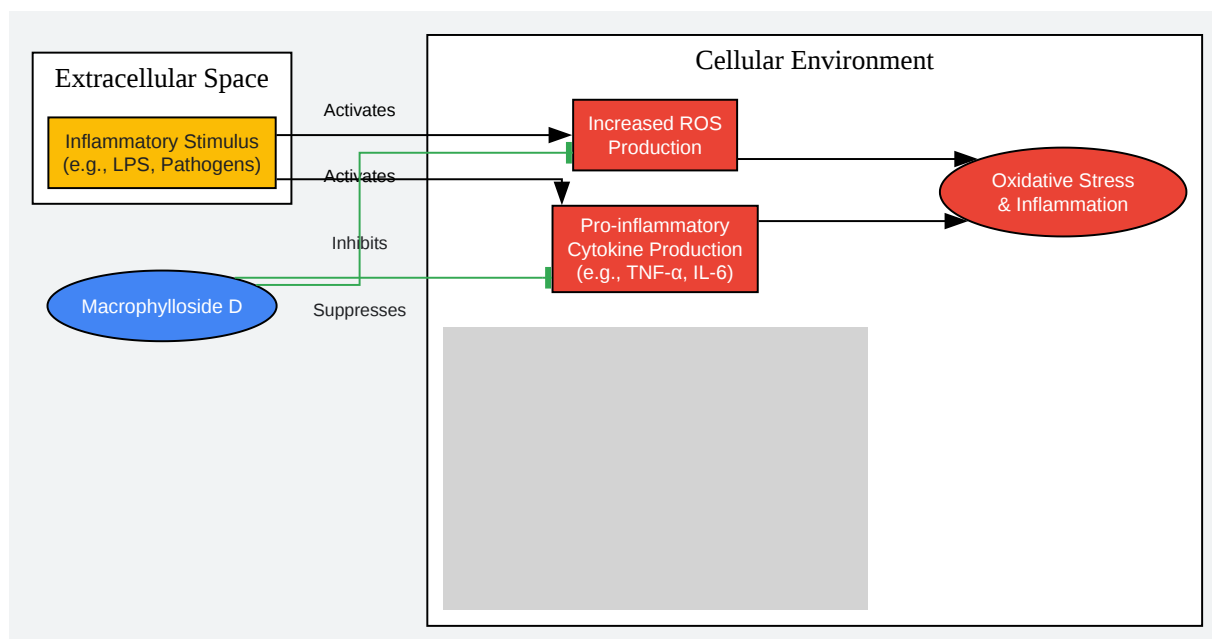 Cellular Environment
Extracellular Space
Activates
Increased ROS
Production
Inflammatory Stimulus
(e.g., LPS, Pathogens)
Activates
Oxidative Stress
& Inflammation
Pro-inflammatory
Cytokine Production
(e.g., TNF-α, IL-6)
Inhibits
Macrophylloside D
Suppresses